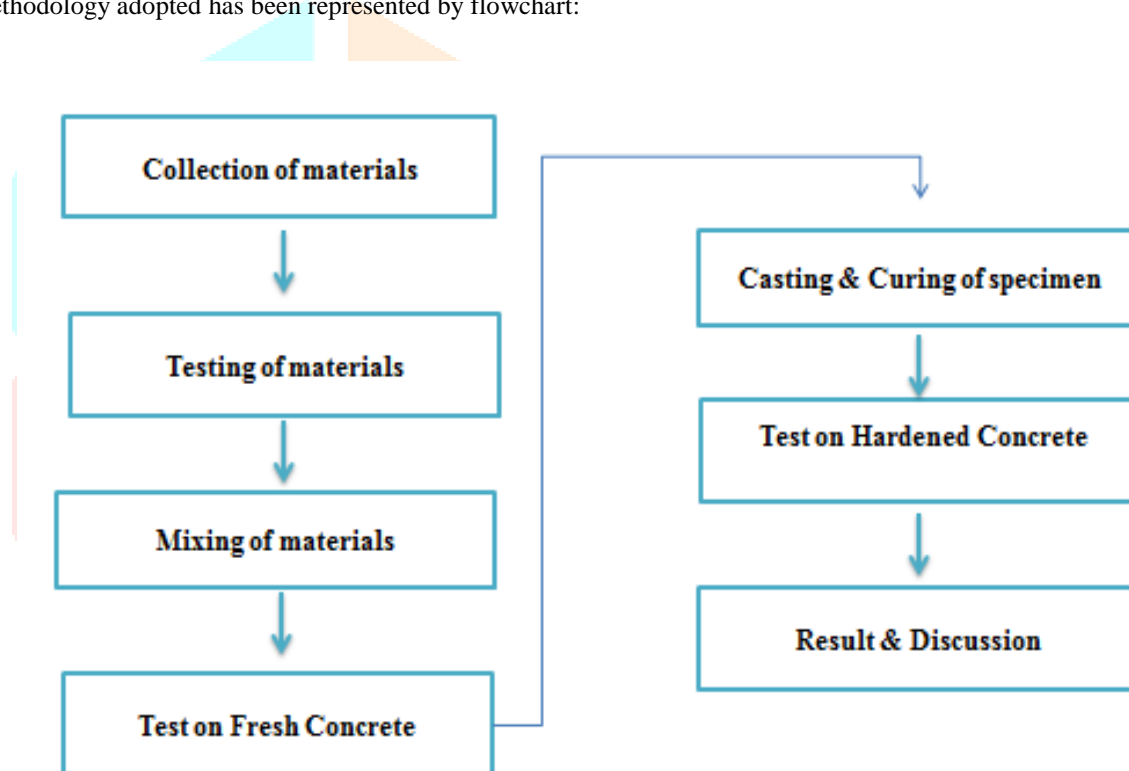 ethodology adopted has been represented by flowchart:
Collection of materials
Testing of materials
Mixing of materials
Test on Fresh Concrete
Casting & Curing of specimen
Test on Hardened Concrete
Result & Discussion